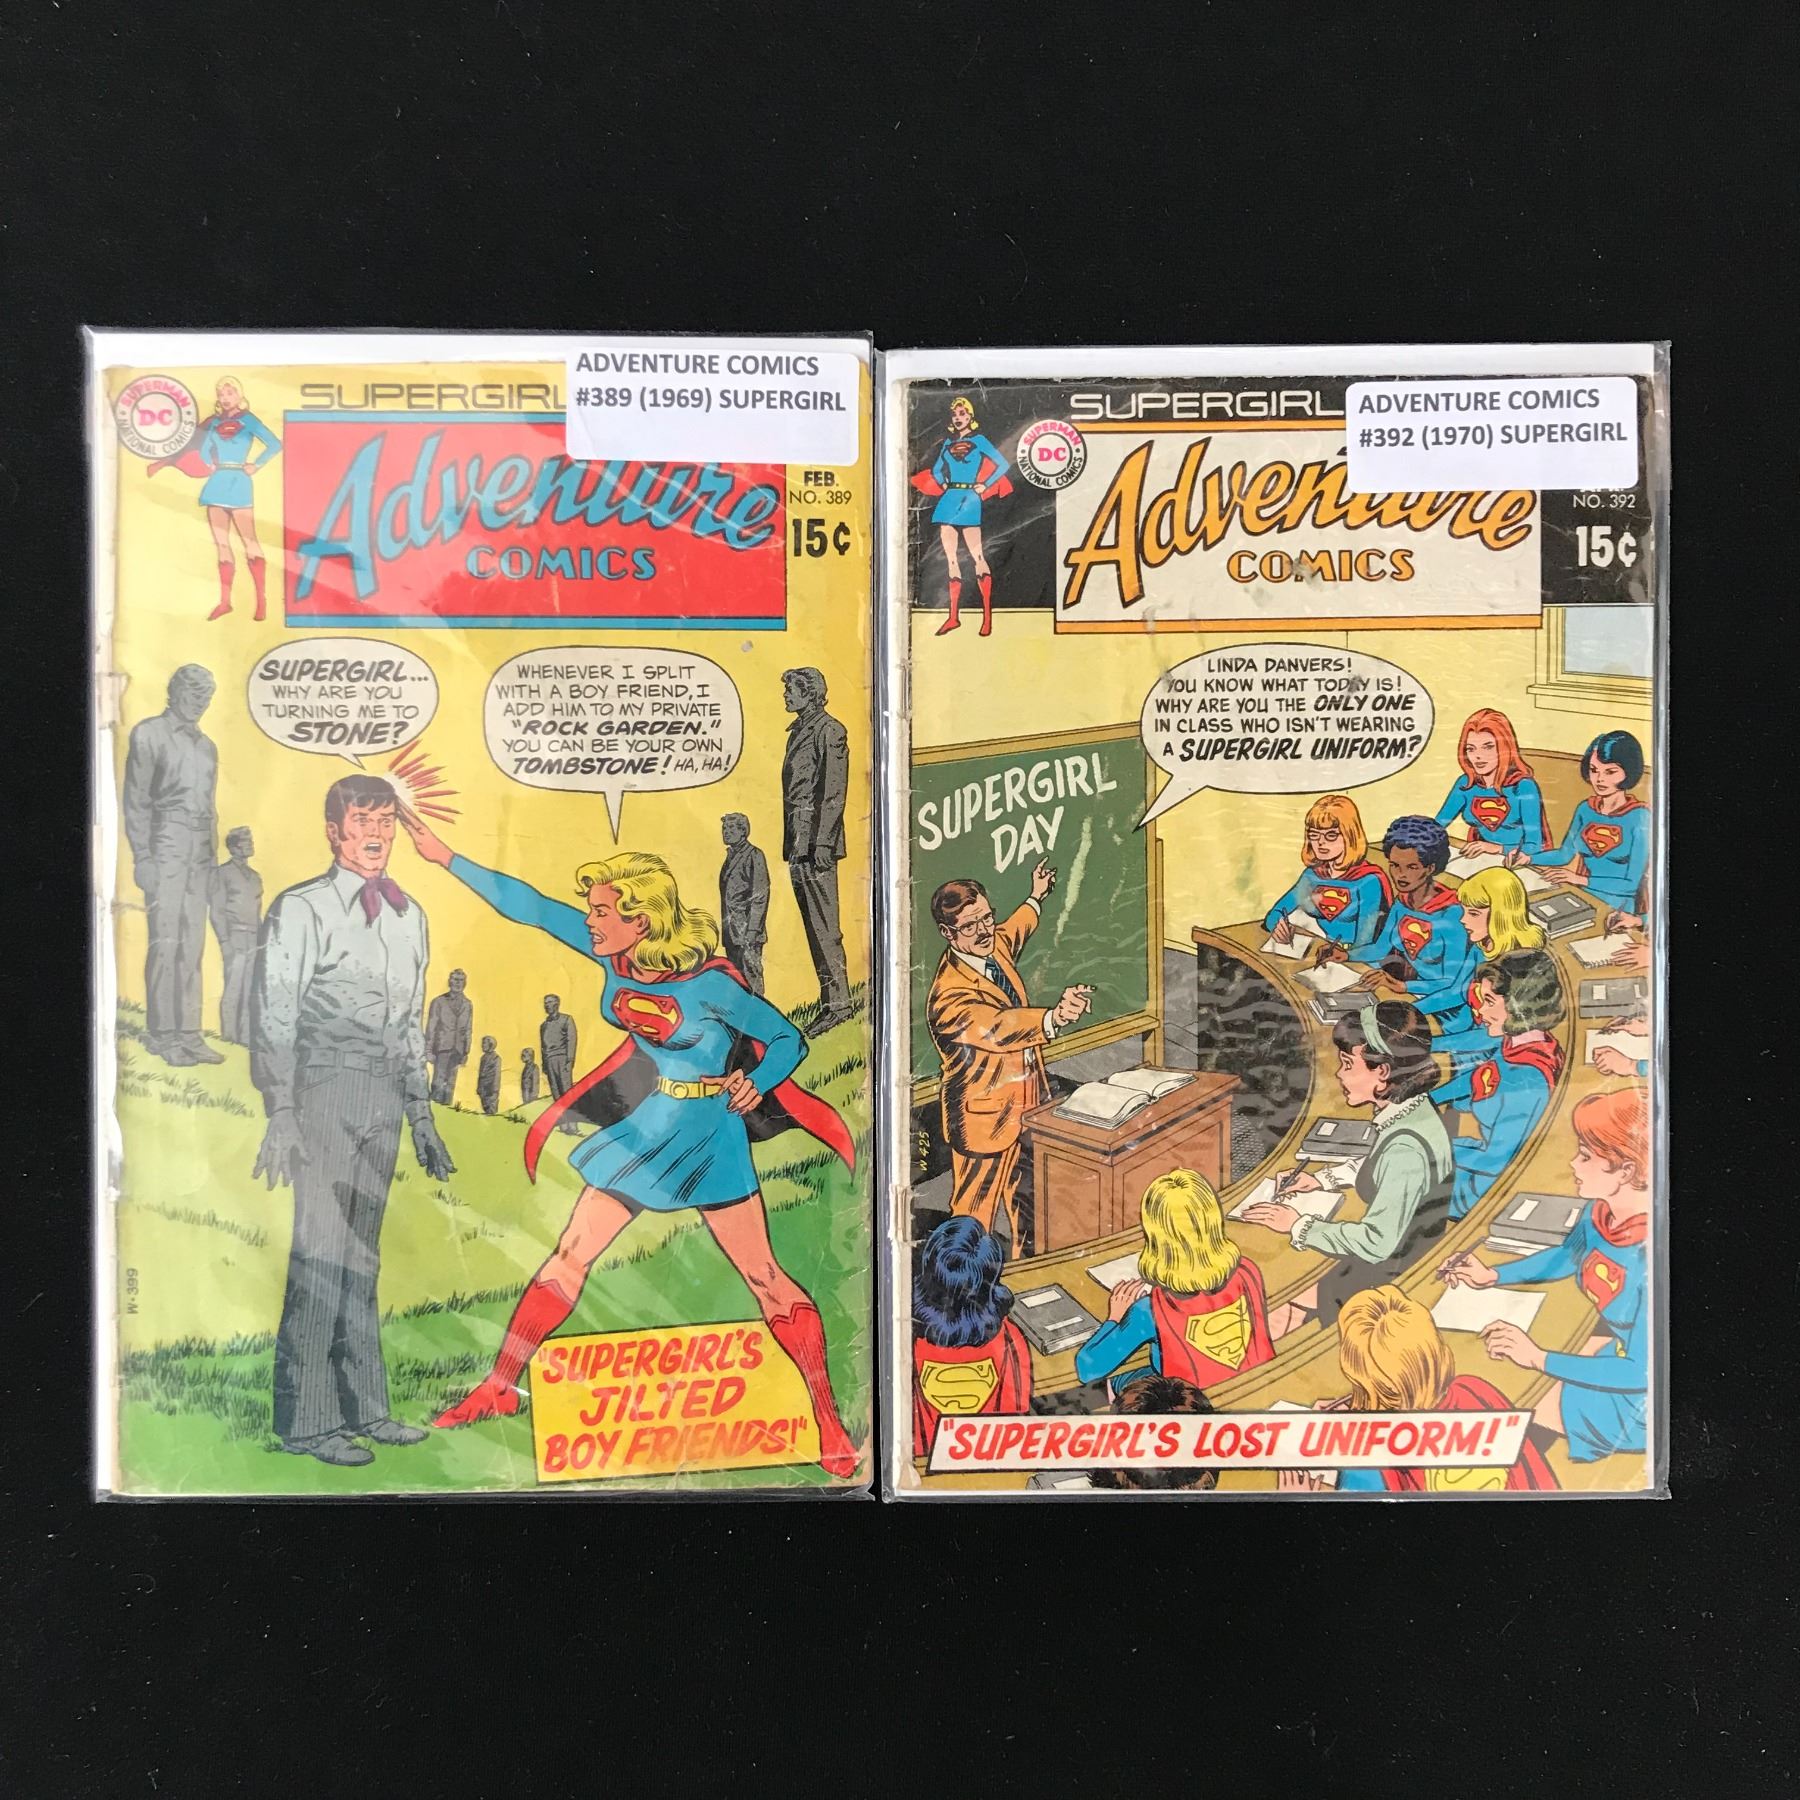 ADVENTURE COMICS
#389 (1969) SUPERGIRL
SUPERMAN
DC
NATIONAL COMICS
SUPERGIRL
Adventure
COMICS
FEB.
NO. 389
15¢
SUPERGIRL...
WHY ARE YOU
TURNING ME TO
STONE?
WHENEVER I SPLIT
WITH A BOY FRIEND, I
ADD HIM TO MY PRIVATE
"ROCK GARDEN."
YOU CAN BE YOUR OWN
TOMBSTONE! HA, HA!
W-399
"SUPERGIRL'S
JILTED
BOY FRIENDS!"
ADVENTURE COMICS
#392 (1970) SUPERGIRL
SUPERGIRL
SUPERMAN
DC
NATIONAL COMICS
Adventure
COMICS
NO. 392
15¢
LINDA DANVERS!
YOU KNOW WHAT TODAY IS!
WHY ARE YOU THE ONLY ONE
IN CLASS WHO ISN'T WEARING
A SUPERGIRL UNIFORM?
SUPERGIRL
DAY
W 425
"SUPERGIRL'S LOST UNIFORM!"